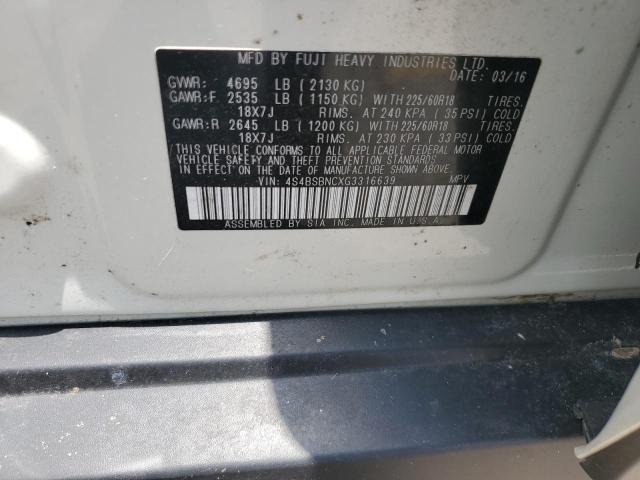 MFD BY FUJI HEAVY INDUSTRIES LTD.
DATE: 03/16
GVWR: 4695 LB ( 2130 KG)
GAWR:F 2535 LB ( 1150 KG) WITH 225/60R18 TIRES.
18X7J RIMS. AT 240 KPA ( 35 PSI) COLD
GAWR:R 2645 LB ( 1200 KG) WITH 225/60R18 TIRES.
18X7J RIMS. AT 230 KPA ( 33 PSI) COLD
THIS VEHICLE CONFORMS TO ALL APPLICABLE FEDERAL MOTOR
VEHICLE SAFETY AND THEFT PREVENTION STANDARDS IN EFFECT
ON THE DATE OF MANUFACTURE SHOWN ABOVE.
VIN: 4S4BSBNCXG3316639 MPV
ASSEMBLED BY SIA INC. MADE IN U.S.A.